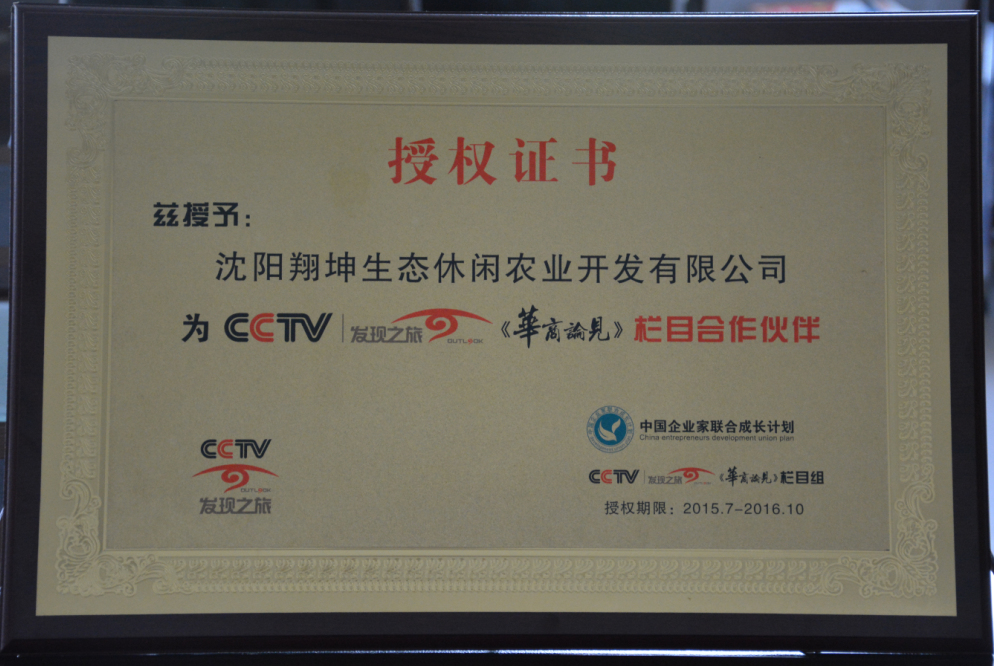 授权证书
兹授予：
沈阳翔坤生态休闲农业开发有限公司
为 CCTV 发现之旅 OUTLOOK 《華商論見》栏目合作伙伴
CCTV
OUTLOOK
发现之旅
中国企业家联合成长计划
China entrepreneurs development union plan
CCTV 发现之旅 《華商論見》栏目组
授权期限：2015.7-2016.10